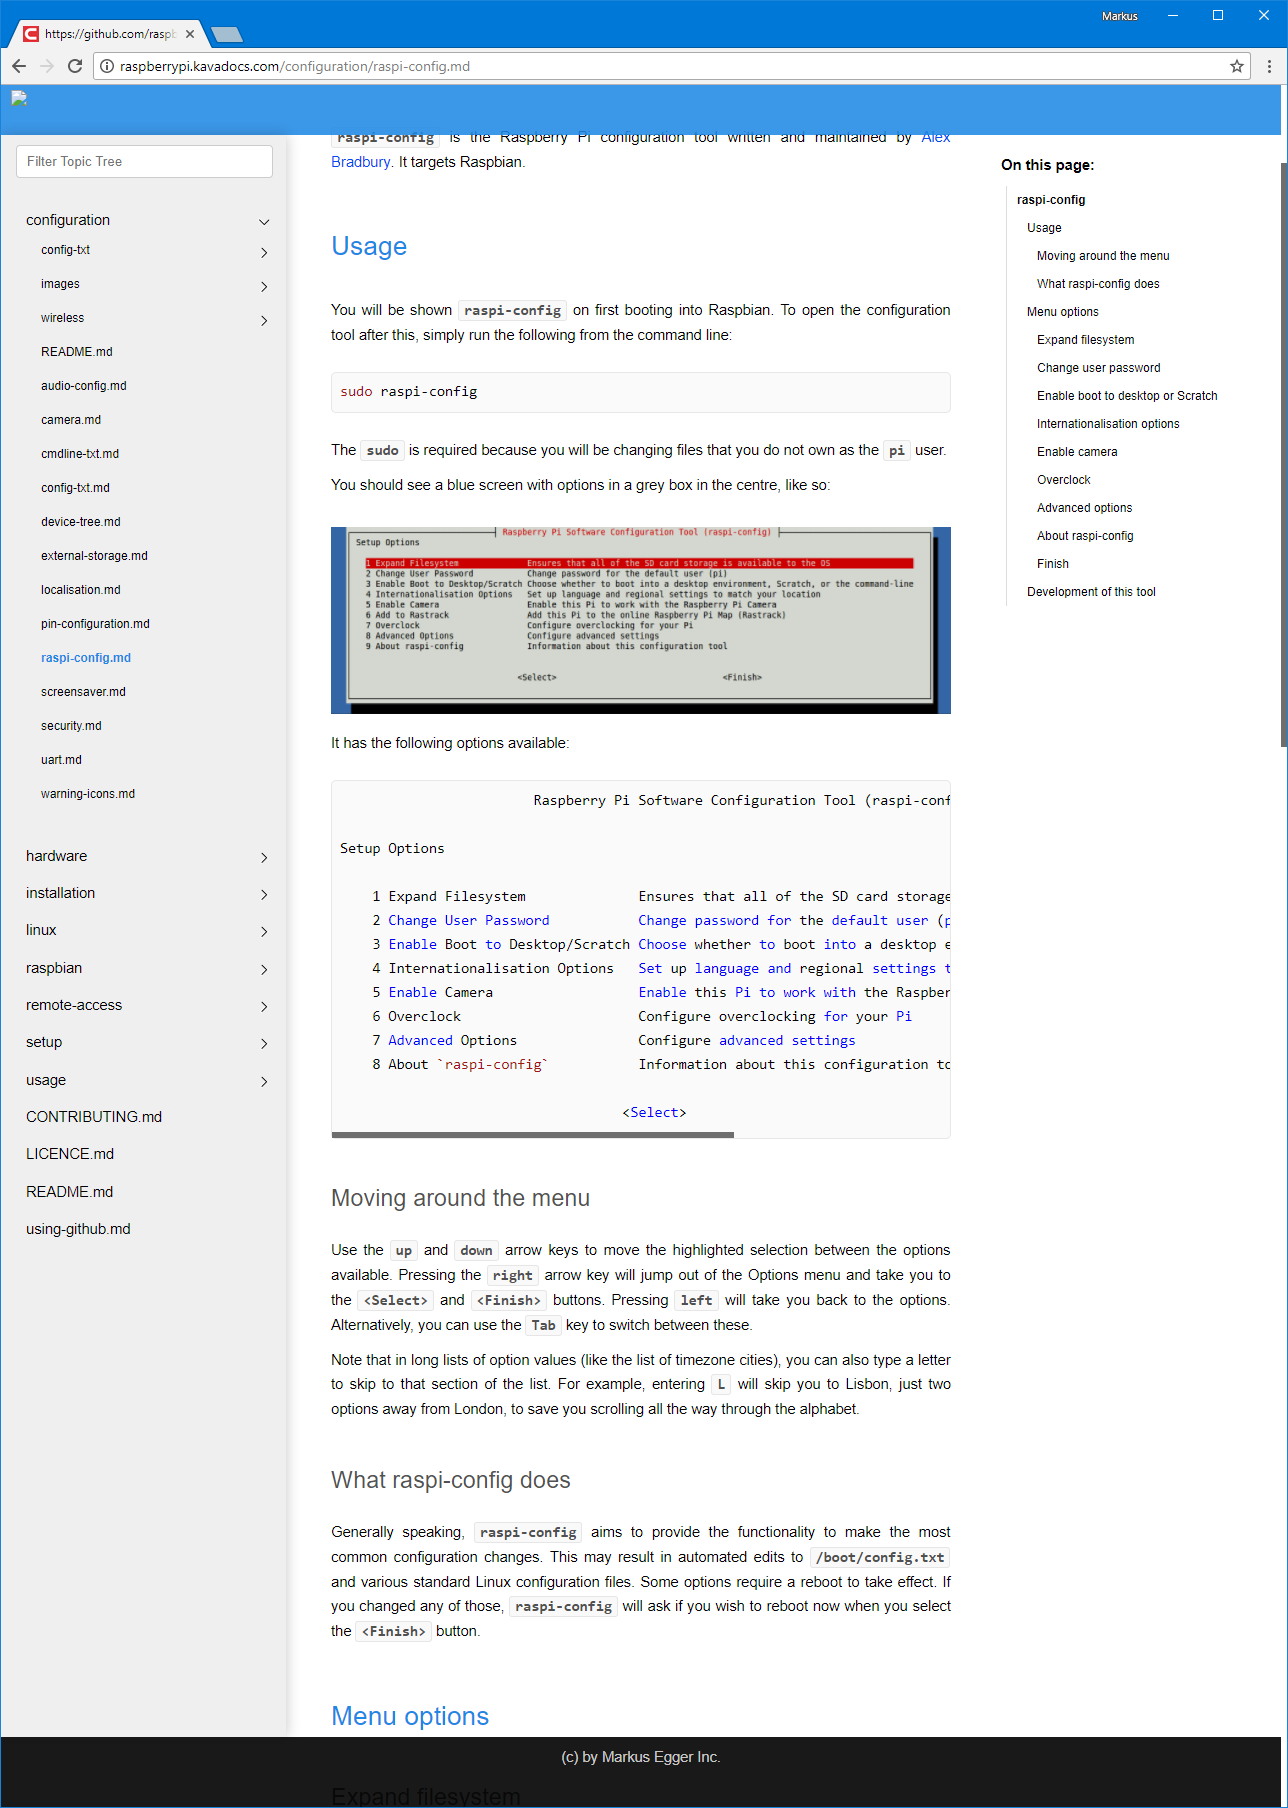 Markus
https://github.com/raspb
raspberrypi.kavadocs.com/configuration/raspi-config.md
Filter Topic Tree
configuration
config-txt
images
wireless
README.md
audio-config.md
camera.md
cmdline-txt.md
config-txt.md
device-tree.md
external-storage.md
localisation.md
pin-configuration.md
raspi-config.md
screensaver.md
security.md
uart.md
warning-icons.md
hardware
installation
linux
raspbian
remote-access
setup
usage
CONTRIBUTING.md
LICENCE.md
README.md
using-github.md
raspi-config is the Raspberry Pi configuration tool written and maintained by Alex
Bradbury. It targets Raspbian.
Usage
You will be shown raspi-config on first booting into Raspbian. To open the configuration
tool after this, simply run the following from the command line:
sudo raspi-config
The sudo is required because you will be changing files that you do not own as the pi user.
You should see a blue screen with options in a grey box in the centre, like so:
Raspberry Pi Software Configuration Tool (raspi-config)
Setup Options
1 Expand Filesystem Ensures that all of the SD card storage is available to the OS
2 Change User Password Change password for the default user (pi)
3 Enable Boot to Desktop/Scratch Choose whether to boot into a desktop environment, Scratch, or the command-line
4 Internationalisation Options Set up language and regional settings to match your location
5 Enable Camera Enable this Pi to work with the Raspberry Pi Camera
6 Add to Rastrack Add this Pi to the online Raspberry Pi Map (Rastrack)
7 Overclock Configure overclocking for your Pi
8 Advanced Options Configure advanced settings
9 About raspi-config Information about this configuration tool
<Select> <Finish>
It has the following options available:
Raspberry Pi Software Configuration Tool (raspi-conf
Setup Options
1 Expand Filesystem Ensures that all of the SD card storage
2 Change User Password Change password for the default user (p
3 Enable Boot to Desktop/Scratch Choose whether to boot into a desktop e
4 Internationalisation Options Set up language and regional settings t
5 Enable Camera Enable this Pi to work with the Raspber
6 Overclock Configure overclocking for your Pi
7 Advanced Options Configure advanced settings
8 About `raspi-config` Information about this configuration to
<Select>
Moving around the menu
Use the up and down arrow keys to move the highlighted selection between the options
available. Pressing the right arrow key will jump out of the Options menu and take you to
the <Select> and <Finish> buttons. Pressing left will take you back to the options.
Alternatively, you can use the Tab key to switch between these.
Note that in long lists of option values (like the list of timezone cities), you can also type a letter
to skip to that section of the list. For example, entering L will skip you to Lisbon, just two
options away from London, to save you scrolling all the way through the alphabet.
What raspi-config does
Generally speaking, raspi-config aims to provide the functionality to make the most
common configuration changes. This may result in automated edits to /boot/config.txt
and various standard Linux configuration files. Some options require a reboot to take effect. If
you changed any of those, raspi-config will ask if you wish to reboot now when you select
the <Finish> button.
Menu options
Expand filesystem
On this page:
raspi-config
Usage
Moving around the menu
What raspi-config does
Menu options
Expand filesystem
Change user password
Enable boot to desktop or Scratch
Internationalisation options
Enable camera
Overclock
Advanced options
About raspi-config
Finish
Development of this tool
(c) by Markus Egger Inc.